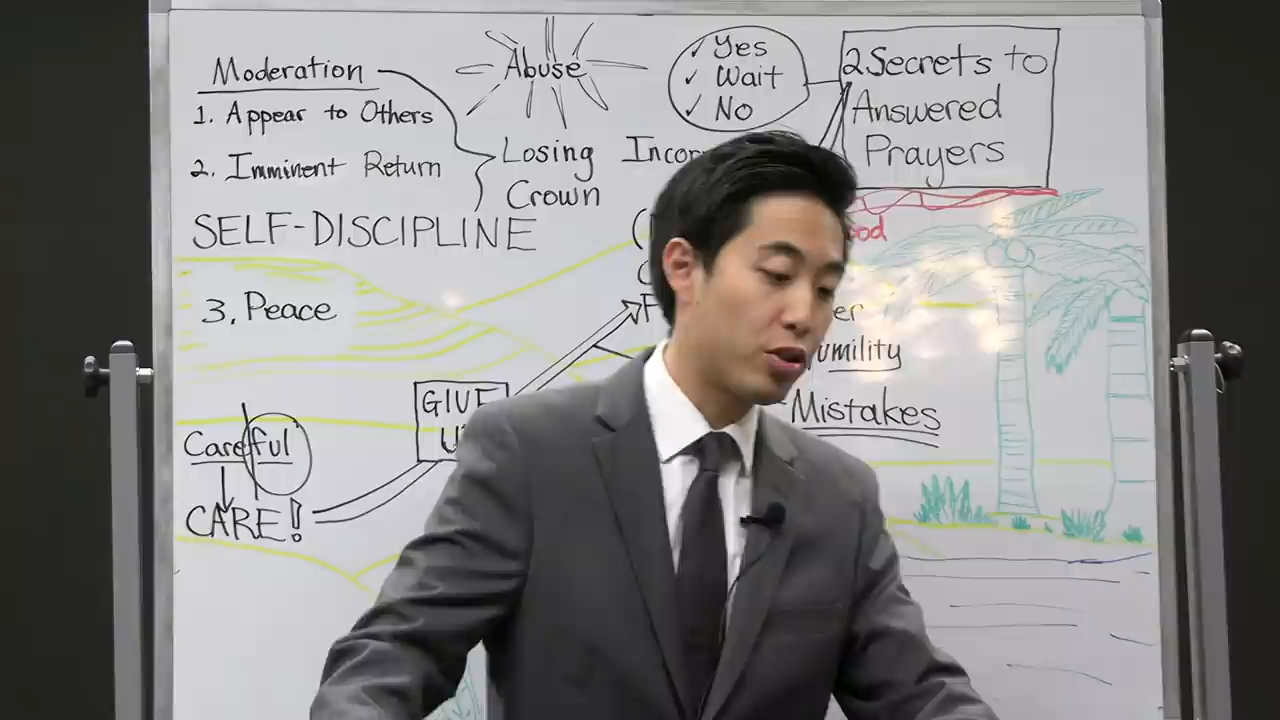 Moderation
1. Appear to Others
2. Imminent Return
SELF-DISCIPLINE
3. Peace
Careful
CARE!
GIVE
Abuse
Losing
Crown
✓ Yes
✓ Wait
✓ No
2 Secrets to
Answered
Prayers
Mistakes